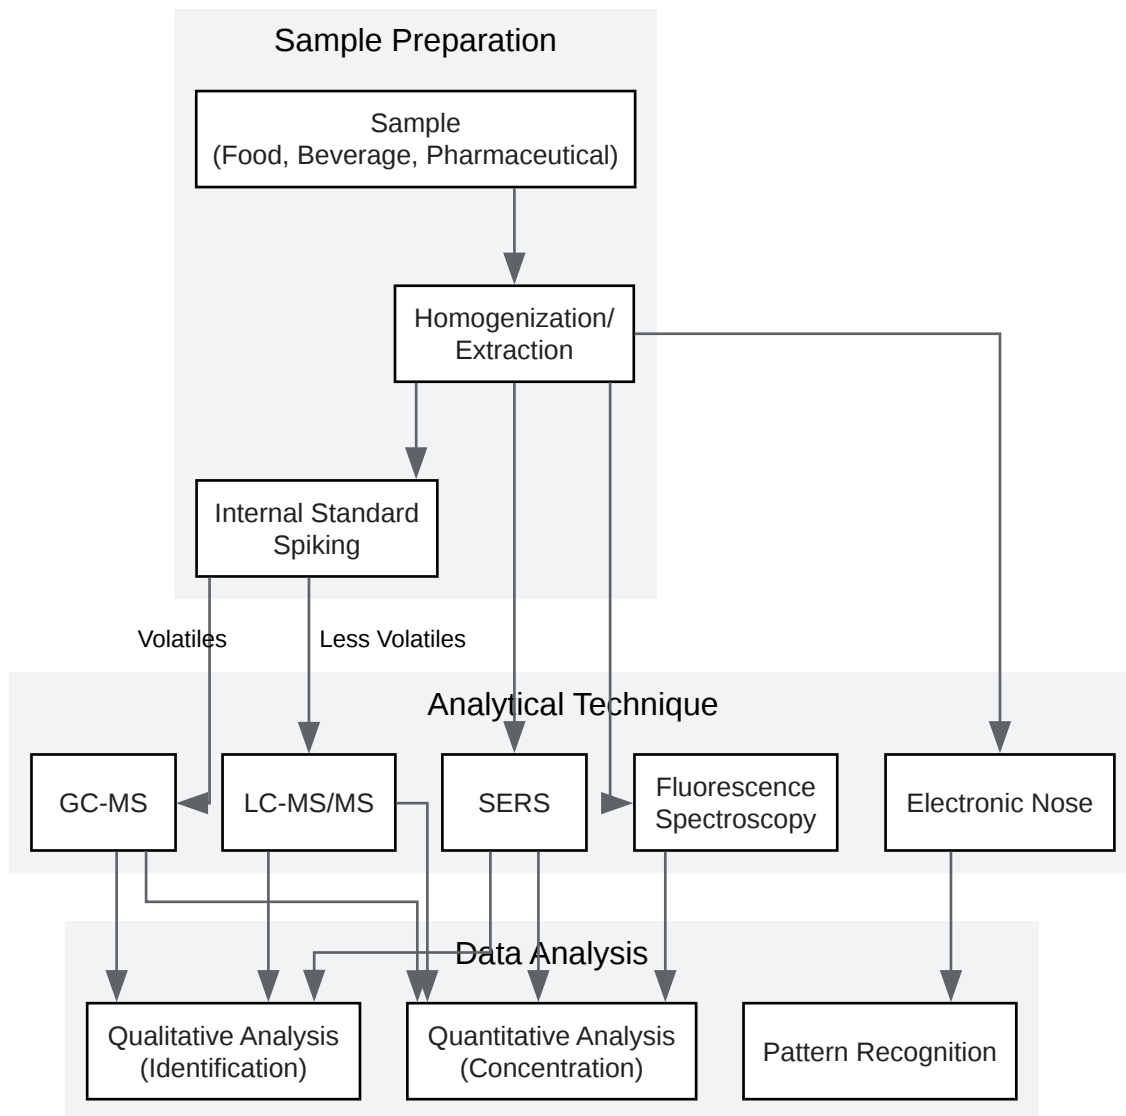 Sample Preparation
Sample
(Food, Beverage, Pharmaceutical)
Homogenization/
Extraction
Internal Standard
Spiking
Volatiles
Less Volatiles
Analytical Technique
GC-MS
LC-MS/MS
SERS
Fluorescence
Spectroscopy
Electronic Nose
Data Analysis
Qualitative Analysis
(Identification)
Quantitative Analysis
(Concentration)
Pattern Recognition